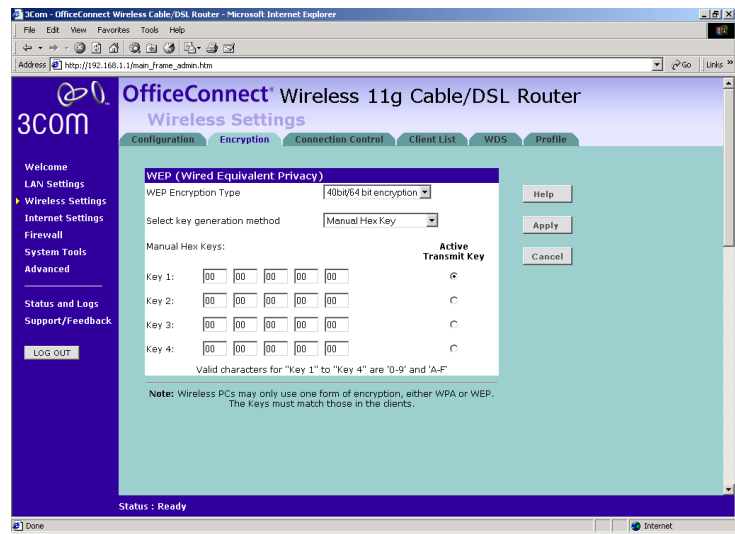 3Com - OfficeConnect Wireless Cable/DSL Router - Microsoft Internet Explorer
File Edit View Favorites Tools Help
Address http://192.168.1.1/main_frame_admin.htm Go Links »
3COM
OfficeConnect Wireless 11g Cable/DSL Router
Wireless Settings
Configuration Encryption Connection Control Client List WDS Profile
Welcome
LAN Settings
Wireless Settings
Internet Settings
Firewall
System Tools
Advanced
Status and Logs
Support/Feedback
LOG OUT
WEP (Wired Equivalent Privacy)
WEP Encryption Type 40bit/64 bit encryption
Select key generation method Manual Hex Key
Manual Hex Keys: Active
Transmit Key
Key 1: 00 00 00 00 00
Key 2: 00 00 00 00 00
Key 3: 00 00 00 00 00
Key 4: 00 00 00 00 00
Valid characters for "Key 1" to "Key 4" are '0-9' and 'A-F'
Note: Wireless PCs may only use one form of encryption, either WPA or WEP.
The Keys must match those in the clients.
Help
Apply
Cancel
Status : Ready
Done Internet